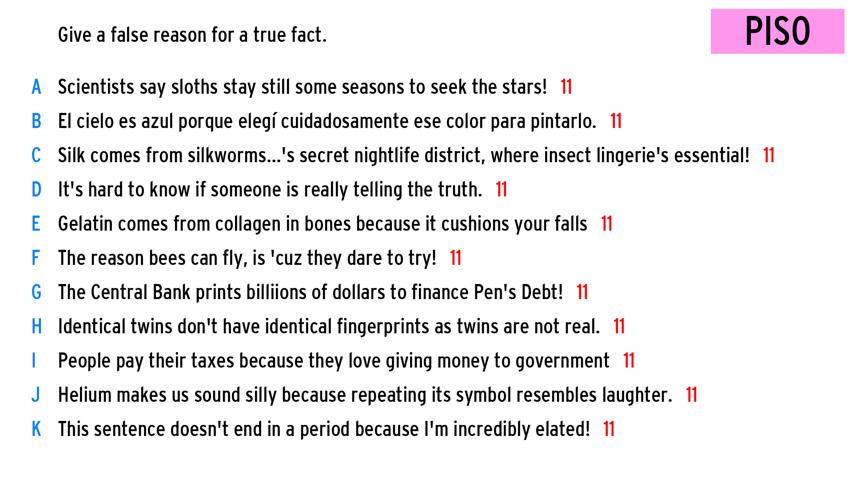 Give a false reason for a true fact.
PISO
A Scientists say sloths stay still some seasons to seek the stars! 11
B El cielo es azul porque elegí cuidadosamente ese color para pintarlo. 11
C Silk comes from silkworms...'s secret nightlife district, where insect lingerie's essential! 11
D It's hard to know if someone is really telling the truth. 11
E Gelatin comes from collagen in bones because it cushions your falls 11
F The reason bees can fly, is 'cuz they dare to try! 11
G The Central Bank prints billiions of dollars to finance Pen's Debt! 11
H Identical twins don't have identical fingerprints as twins are not real. 11
I People pay their taxes because they love giving money to government 11
J Helium makes us sound silly because repeating its symbol resembles laughter. 11
K This sentence doesn't end in a period because I'm incredibly elated! 11